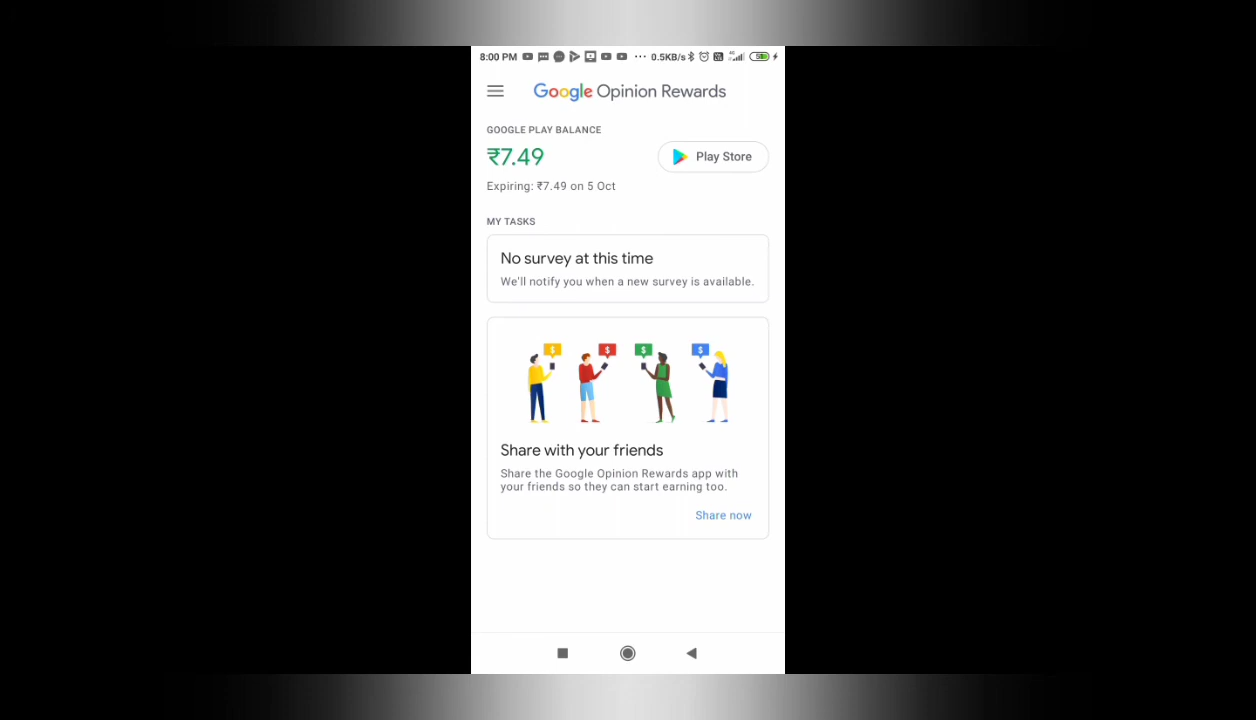 8:00 PM ... 0.5KB/s
Google Opinion Rewards
GOOGLE PLAY BALANCE
₹7.49
Play Store
Expiring: ₹7.49 on 5 Oct
MY TASKS
No survey at this time
We'll notify you when a new survey is available.
$ $ $ $
Share with your friends
Share the Google Opinion Rewards app with
your friends so they can start earning too.
Share now